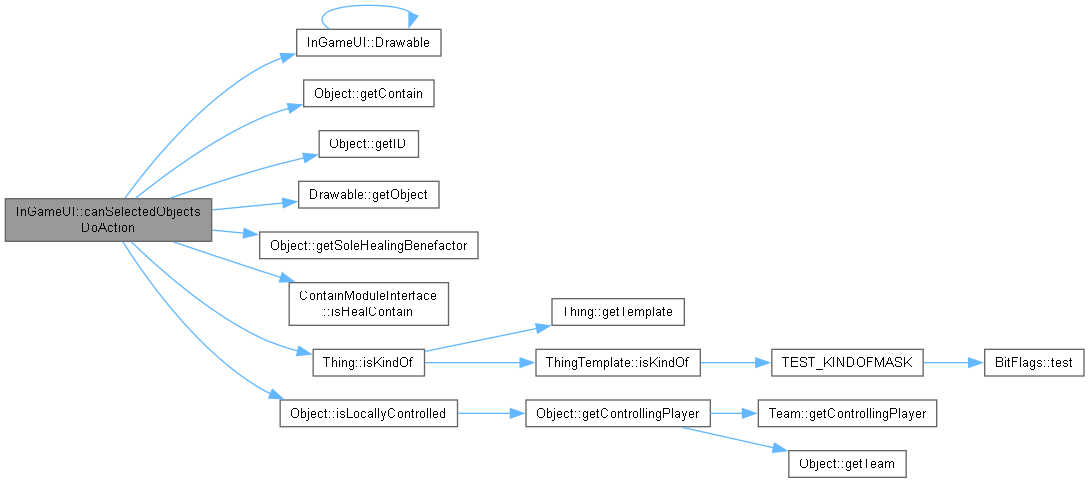 InGameUI::Drawable
Object::getContain
Object::getID
Drawable::getObject
InGameUI::canSelectedObjects
DoAction
Object::getSoleHealingBenefactor
ContainModuleInterface
::isHealContain
Thing::getTemplate
Thing::isKindOf
ThingTemplate::isKindOf
TEST_KINDOFMASK
BitFlags::test
Object::isLocallyControlled
Object::getControllingPlayer
Team::getControllingPlayer
Object::getTeam